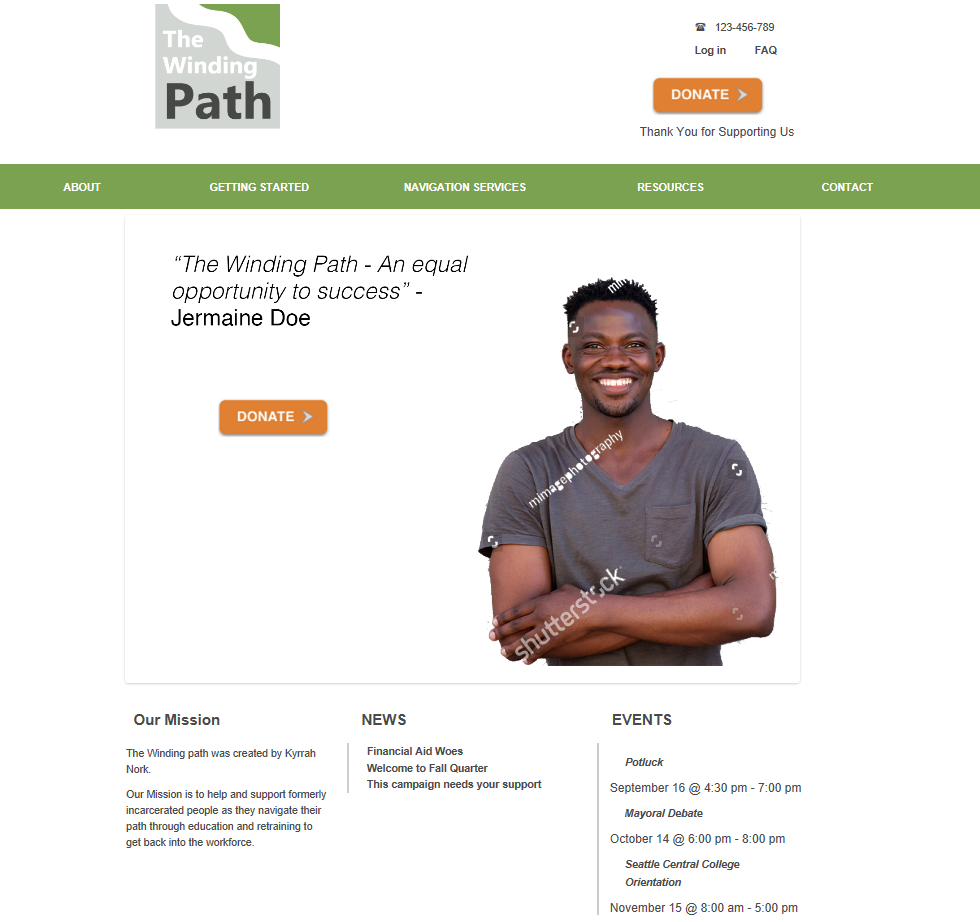 The
Winding
Path
☎ 123-456-789
Log in FAQ
DONATE
Thank You for Supporting Us
ABOUT GETTING STARTED NAVIGATION SERVICES RESOURCES CONTACT
“The Winding Path - An equal
opportunity to success” -
Jermaine Doe
DONATE
mimagephotography
shutterstock
Our Mission
The Winding path was created by Kyrrah
Nork.
Our Mission is to help and support formerly
incarcerated people as they navigate their
path through education and retraining to
get back into the workforce.
NEWS
Financial Aid Woes
Welcome to Fall Quarter
This campaign needs your support
EVENTS
Potluck
September 16 @ 4:30 pm - 7:00 pm
Mayoral Debate
October 14 @ 6:00 pm - 8:00 pm
Seattle Central College
Orientation
November 15 @ 8:00 am - 5:00 pm